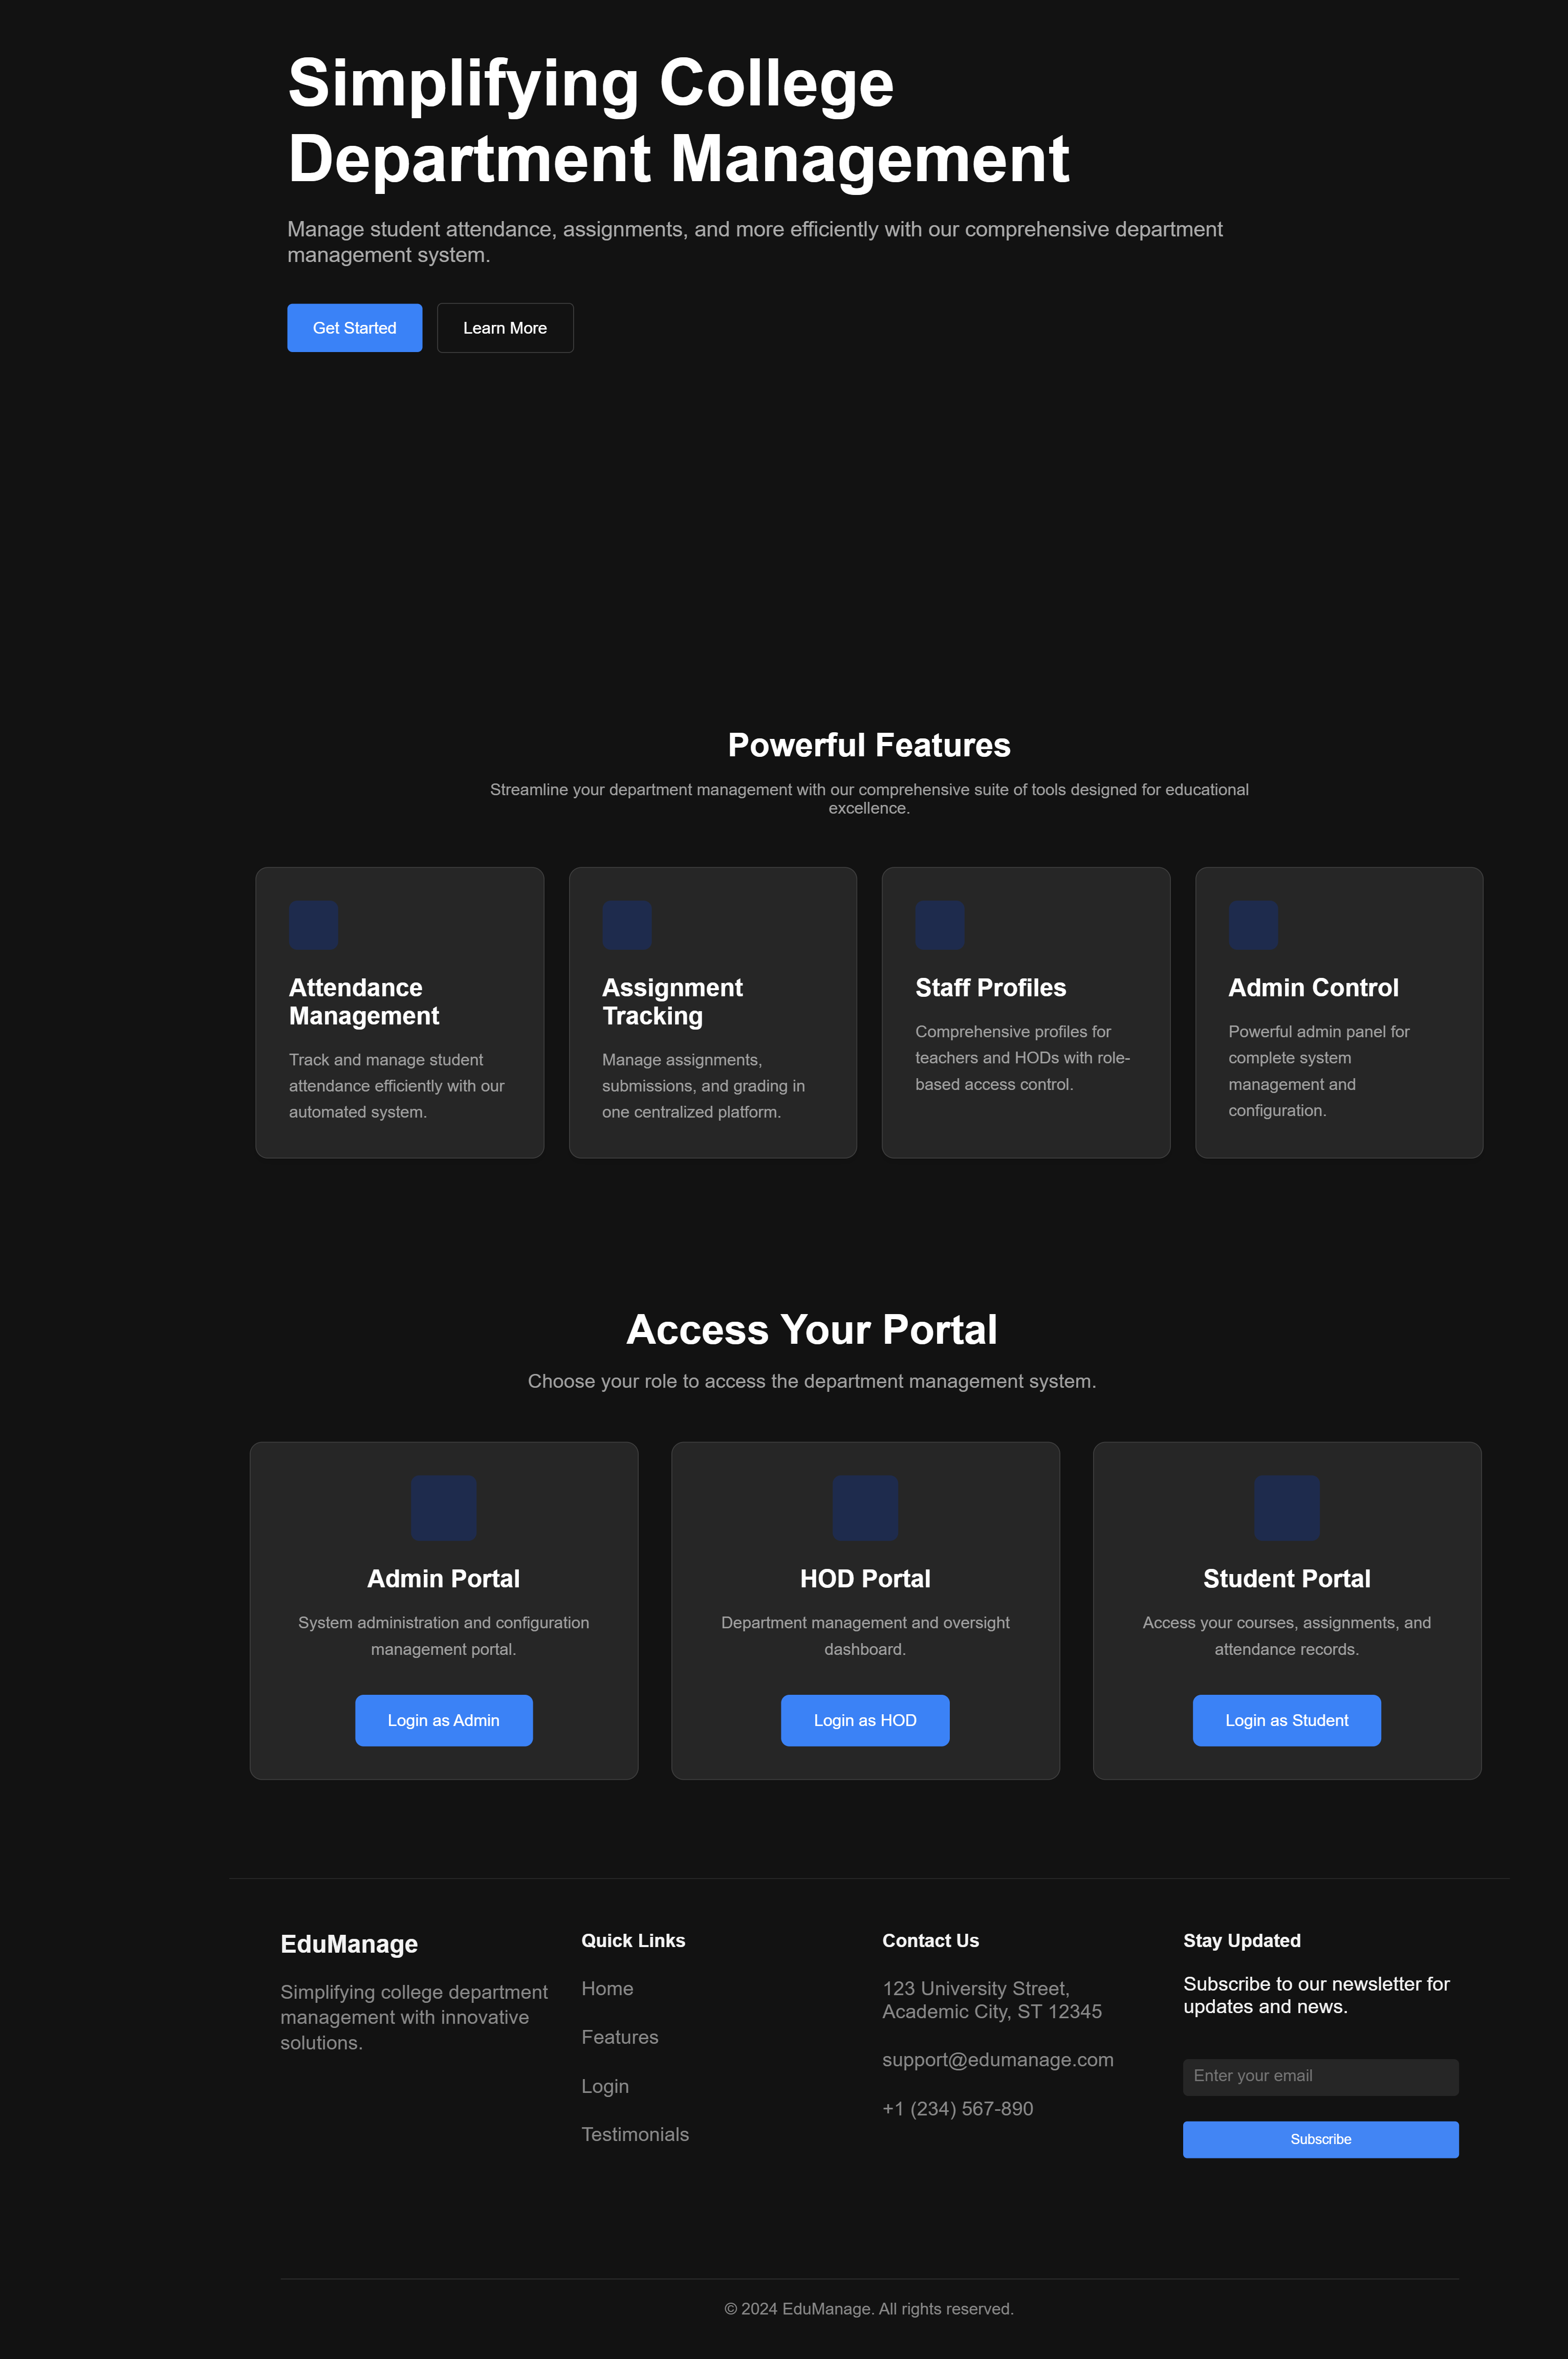 Simplifying College
Department Management
Manage student attendance, assignments, and more efficiently with our comprehensive department
management system.
Get Started
Learn More
Powerful Features
Streamline your department management with our comprehensive suite of tools designed for educational
excellence.
Attendance
Management
Track and manage student
attendance efficiently with our
automated system.
Assignment
Tracking
Manage assignments,
submissions, and grading in
one centralized platform.
Staff Profiles
Comprehensive profiles for
teachers and HODs with role-
based access control.
Admin Control
Powerful admin panel for
complete system
management and
configuration.
Access Your Portal
Choose your role to access the department management system.
Admin Portal
System administration and configuration
management portal.
Login as Admin
HOD Portal
Department management and oversight
dashboard.
Login as HOD
Student Portal
Access your courses, assignments, and
attendance records.
Login as Student
EduManage
Simplifying college department
management with innovative
solutions.
Quick Links
Home
Features
Login
Testimonials
Contact Us
123 University Street,
Academic City, ST 12345
support@edumanage.com
+1 (234) 567-890
Stay Updated
Subscribe to our newsletter for
updates and news.
Enter your email
Subscribe
© 2024 EduManage. All rights reserved.